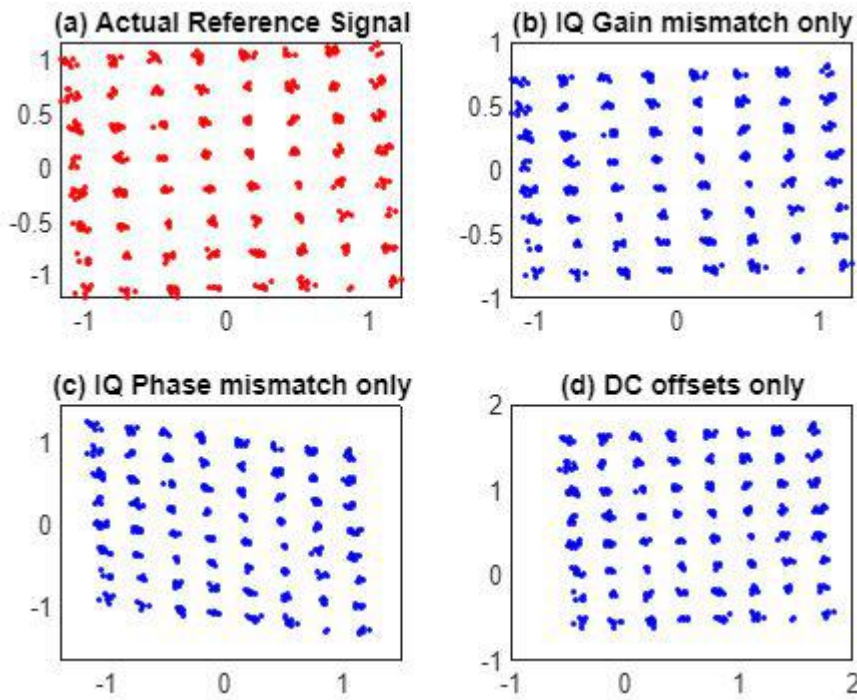 (a) Actual Reference Signal
1
0.5
0
-0.5
-1
-1 0 1
(b) IQ Gain mismatch only
1
0.5
0
-0.5
-1
-1 0 1
(c) IQ Phase mismatch only
1
0
-1
-1 0 1
(d) DC offsets only
2
1
0
-1
-1 0 1 2